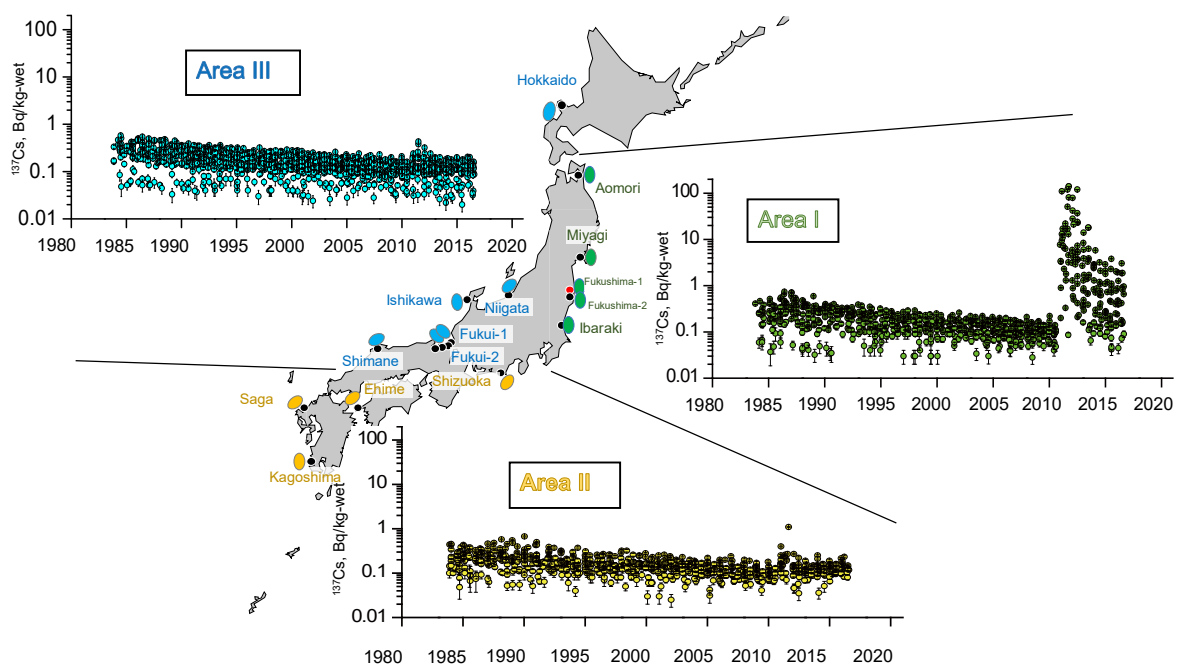 100
10
1
0.1
0.01
¹³⁷Cs, Bq/kg-wet
Area III
1980
1985
1990
1995
2000
2005
2010
2015
2020
Hokkaido
Aomori
Miyagi
Fukushima-1
Fukushima-2
Ibaraki
Ishikawa
Niigata
Fukui-1
Fukui-2
Shimane
Shizuoka
Ehime
Saga
Kagoshima
100
10
1
0.1
0.01
¹³⁷Cs, Bq/kg-wet
Area I
1980
1985
1990
1995
2000
2005
2010
2015
2020
100
10
1
0.1
0.01
¹³⁷Cs, Bq/kg-wet
Area II
1980
1985
1990
1995
2000
2005
2010
2015
2020